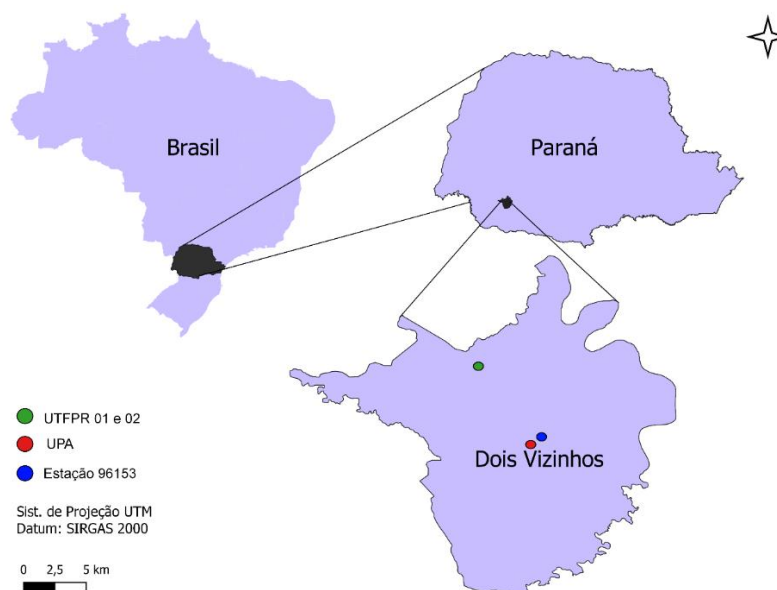 Brasil
Paraná
Dois Vizinhos
UTFPR 01 e 02
UPA
Estação 96153
Sist. de Projeção UTM
Datum: SIRGAS 2000
0 2,5 5 km